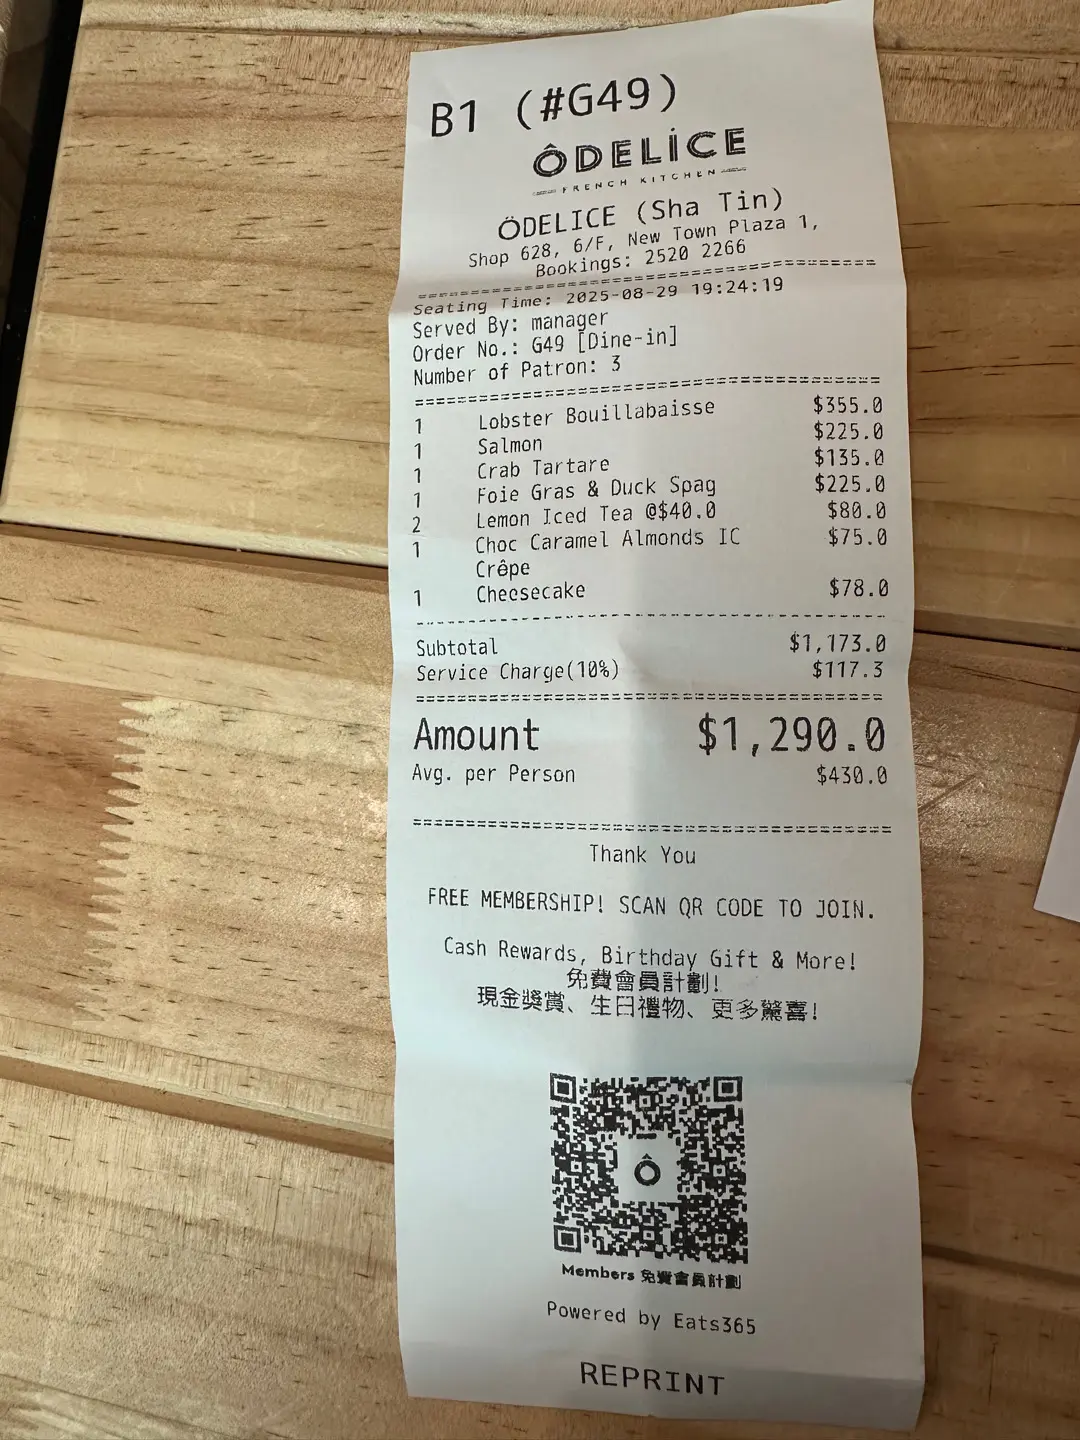 B1 (#G49)
ÔDELİCE
FRENCH KITCHEN
ÖDELICE (Sha Tin)
Shop 628, 6/F, New Town Plaza 1,
Bookings: 2520 2266
Seating Time: 2025-08-29 19:24:19
Served By: manager
Order No.: G49 [Dine-in]
Number of Patron: 3
1 Lobster Bouillabaisse $355.0
1 Salmon $225.0
1 Crab Tartare $135.0
1 Foie Gras & Duck Spag $225.0
2 Lemon Iced Tea @$40.0 $80.0
1 Choc Caramel Almonds IC $75.0
Crêpe
1 Cheesecake $78.0
Subtotal $1,173.0
Service Charge(10%) $117.3
Amount $1,290.0
Avg. per Person $430.0
Thank You
FREE MEMBERSHIP! SCAN QR CODE TO JOIN.
Cash Rewards, Birthday Gift & More!
免費會員計劃!
現金獎賞、生日禮物、更多驚喜!
Ô
Members 免費會員計劃
Powered by Eats365
REPRINT